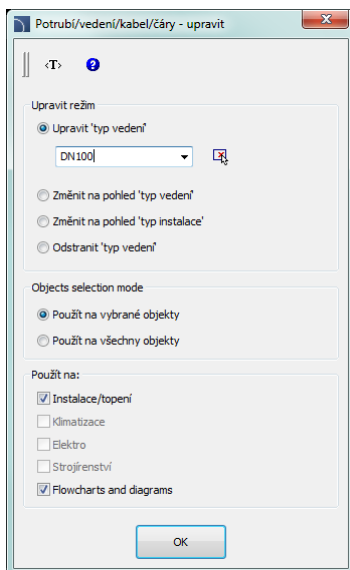 Potrubí/vedení/kabel/čáry - upravit
‹T›
?
Upravit režim
Upravit 'typ vedení'
DN100
Změnit na pohled 'typ vedení'
Změnit na pohled 'typ instalace'
Odstranit 'typ vedení'
Objects selection mode
Použít na vybrané objekty
Použít na všechny objekty
Použít na:
Instalace/topení
Klimatizace
Elektro
Strojírenství
Flowcharts and diagrams
OK